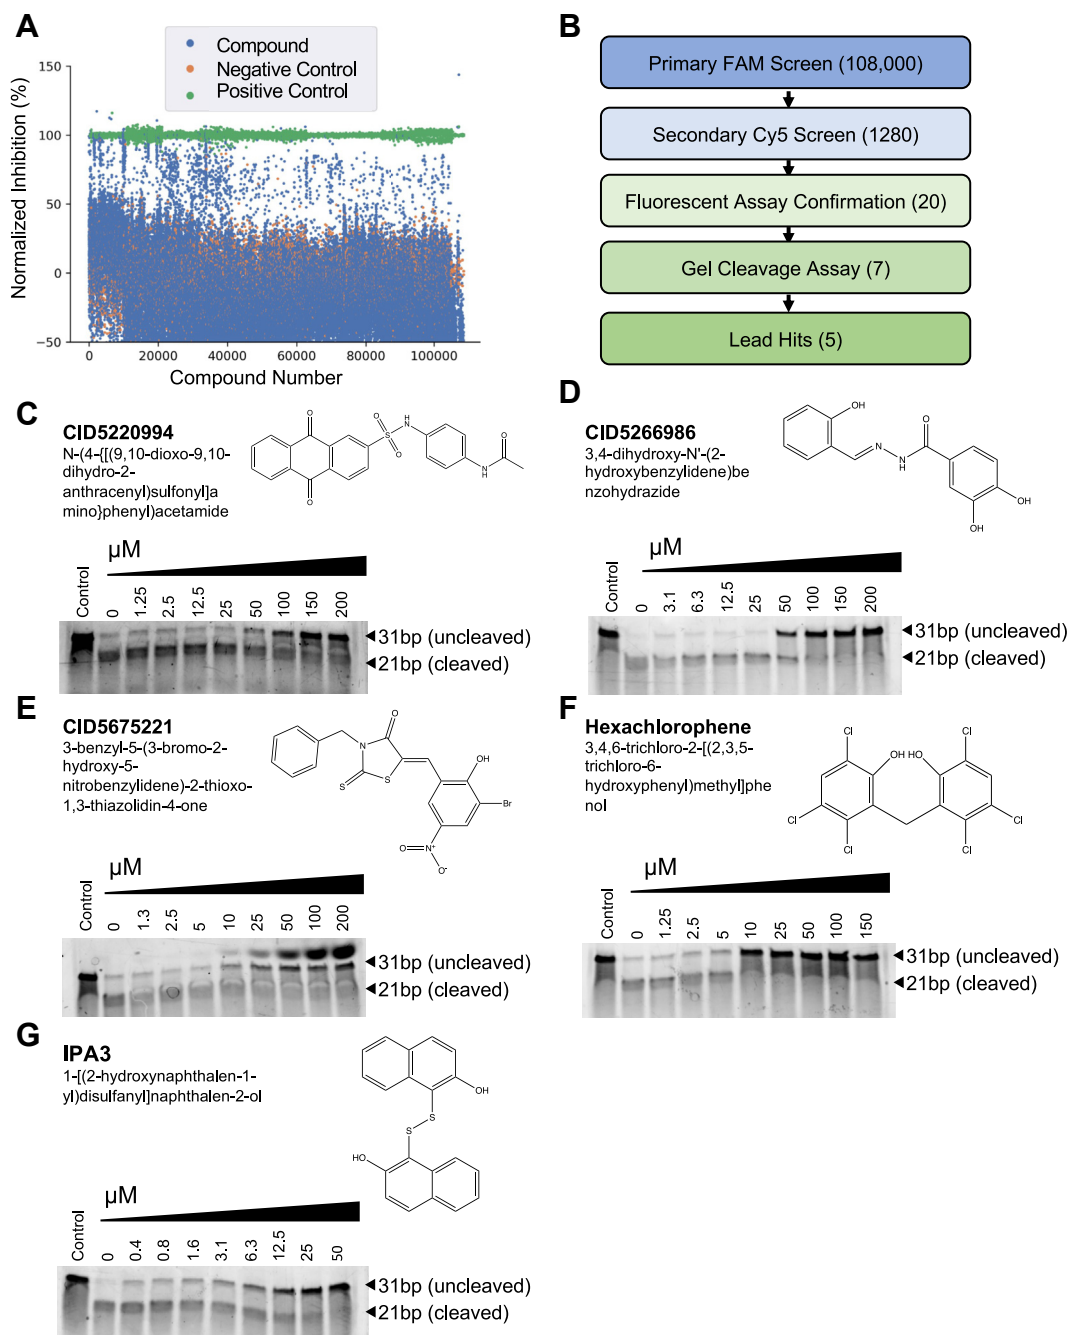 A
Compound
Negative Control
Positive Control
Normalized Inhibition (%)
150
100
50
0
−50
0
20000
40000
60000
80000
100000
Compound Number
B
Primary FAM Screen (108,000)
Secondary Cy5 Screen (1280)
Fluorescent Assay Confirmation (20)
Gel Cleavage Assay (7)
Lead Hits (5)
C
CID5220994
N-(4-{[(9,10-dioxo-9,10-
dihydro-2-
anthracenyl)sulfonyl]a
mino}phenyl)acetamide
O
O
O
S
O
H
N
N
H
O
µM
Control
0
1.25
2.5
12.5
25
50
100
150
200
31bp (uncleaved)
21bp (cleaved)
D
CID5266986
3,4-dihydroxy-N'-(2-
hydroxybenzylidene)be
nzohydrazide
OH
N
NH
O
OH
OH
µM
Control
0
3.1
6.3
12.5
25
50
100
150
200
31bp (uncleaved)
21bp (cleaved)
E
CID5675221
3-benzyl-5-(3-bromo-2-
hydroxy-5-
nitrobenzylidene)-2-thioxo-
1,3-thiazolidin-4-one
O
N
S
S
OH
Br
O
N+
O-
µM
Control
0
1.3
2.5
5
10
25
50
100
200
31bp (uncleaved)
21bp (cleaved)
F
Hexachlorophene
3,4,6-trichloro-2-[(2,3,5-
trichloro-6-
hydroxyphenyl)methyl]phe
nol
Cl
OH
HO
Cl
Cl
Cl
Cl
Cl
µM
Control
0
1.25
2.5
5
10
25
50
100
150
31bp (uncleaved)
21bp (cleaved)
G
IPA3
1-[(2-hydroxynaphthalen-1-
yl)disulfanyl]naphthalen-2-ol
OH
S
S
HO
µM
Control
0
0.4
0.8
1.6
3.1
6.3
12.5
25
50
31bp (uncleaved)
21bp (cleaved)